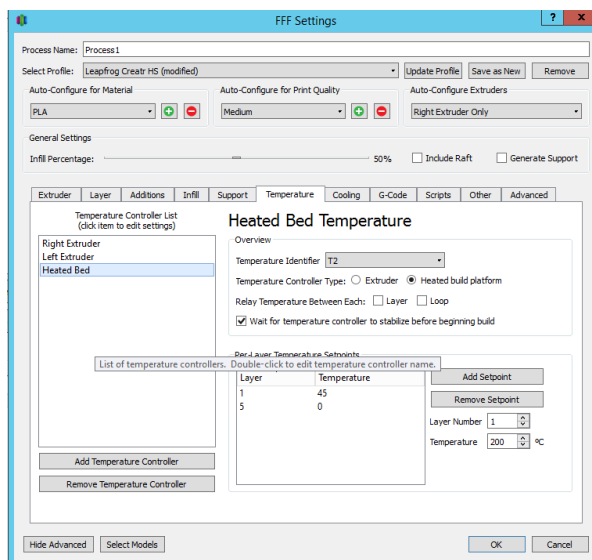 FFF Settings
? x
Process Name: Process1
Select Profile: Leapfrog Creatr HS (modified) Update Profile Save as New Remove
Auto-Configure for Material Auto-Configure for Print Quality Auto-Configure Extruders
PLA Medium Right Extruder Only
General Settings
Infill Percentage: 50% Include Raft Generate Support
Extruder Layer Additions Infill Support Temperature Cooling G-Code Scripts Other Advanced
Temperature Controller List
(click item to edit settings)
Right Extruder
Left Extruder
Heated Bed
Heated Bed Temperature
Overview
Temperature Identifier T2
Temperature Controller Type: Extruder Heated build platform
Relay Temperature Between Each: Layer Loop
Wait for temperature controller to stabilize before beginning build
Per-Layer Temperature Setpoints
List of temperature controllers. Double-click to edit temperature controller name.
Layer Temperature
1 45
5 0
Add Setpoint
Remove Setpoint
Layer Number 1
Temperature 200 ºC
Add Temperature Controller
Remove Temperature Controller
Hide Advanced Select Models OK Cancel